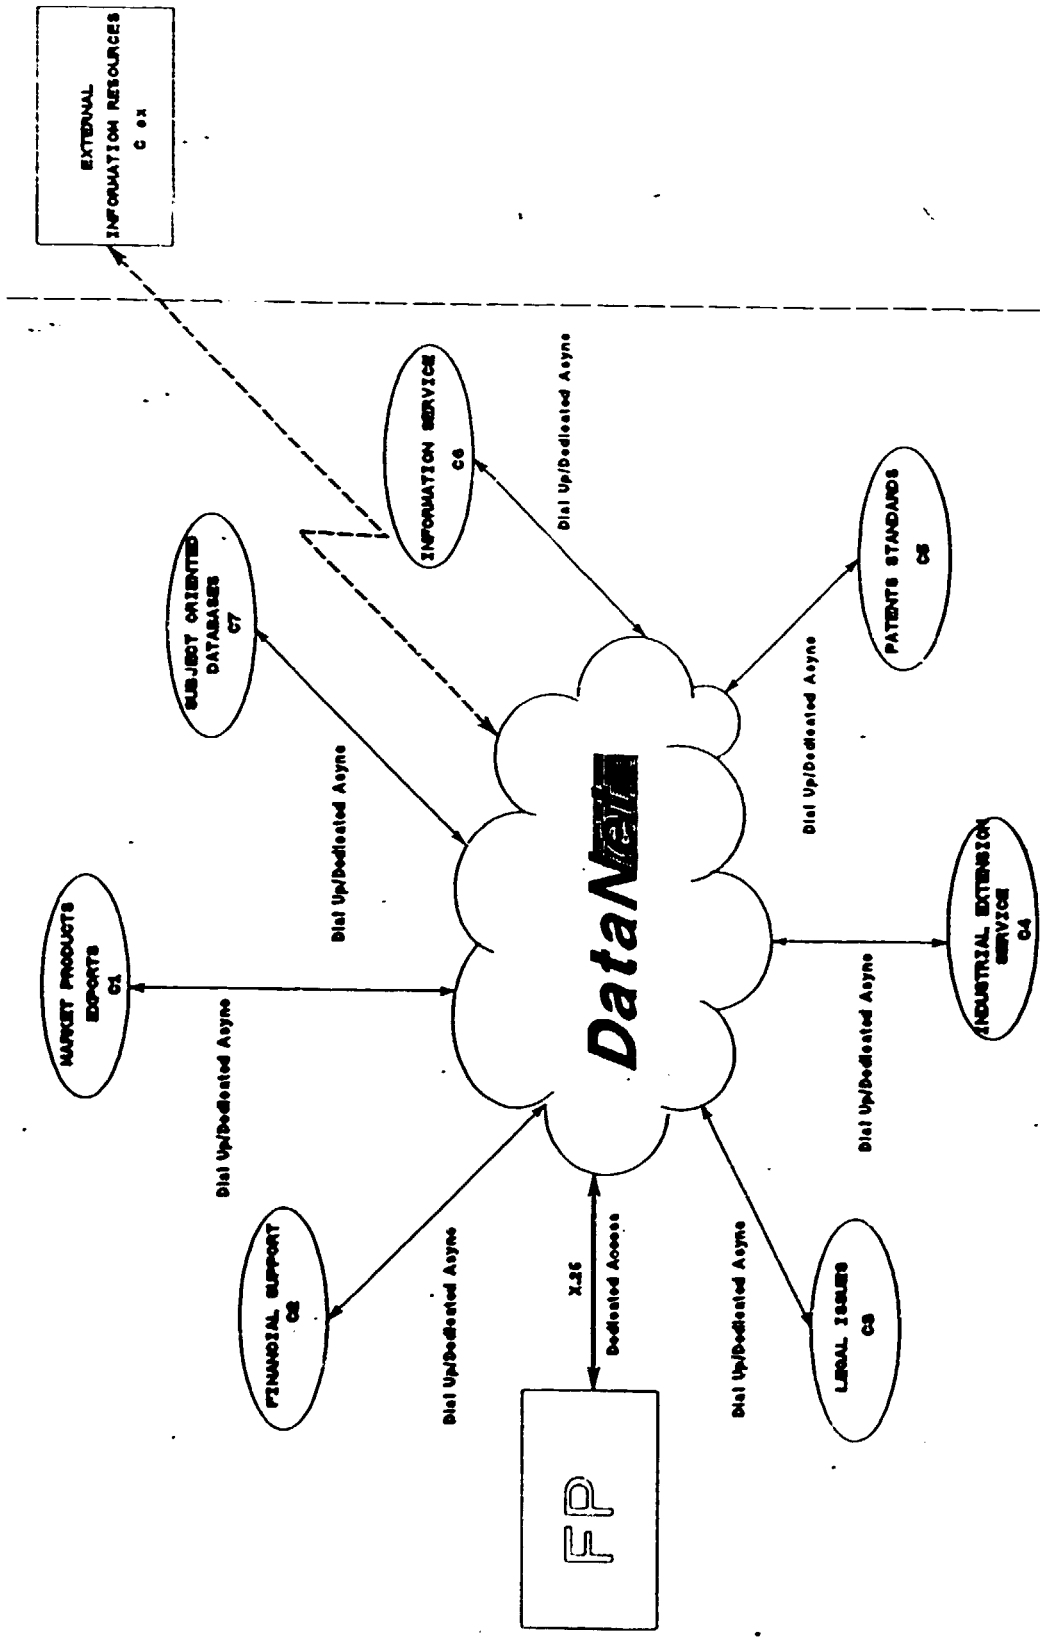 EXTERNAL
INFORMATION RESOURCES
C ex
SUBJECT ORIENTED
DATABASES
C7
INFORMATION SERVICE
C6
MARKET PRODUCTS
EXPORTS
C1
Dial Up/Dedicated Async
Dial Up/Dedicated Async
Dial Up/Dedicated Async
FINANCIAL SUPPORT
C2
Dial Up/Dedicated Async
DataNet
PATENTS STANDARDS
C5
Dial Up/Dedicated Async
FP
X.25
Dedicated Access
INDUSTRIAL EXTENSION
SERVICE
C4
Dial Up/Dedicated Async
LEGAL ISSUES
C3
Dial Up/Dedicated Async